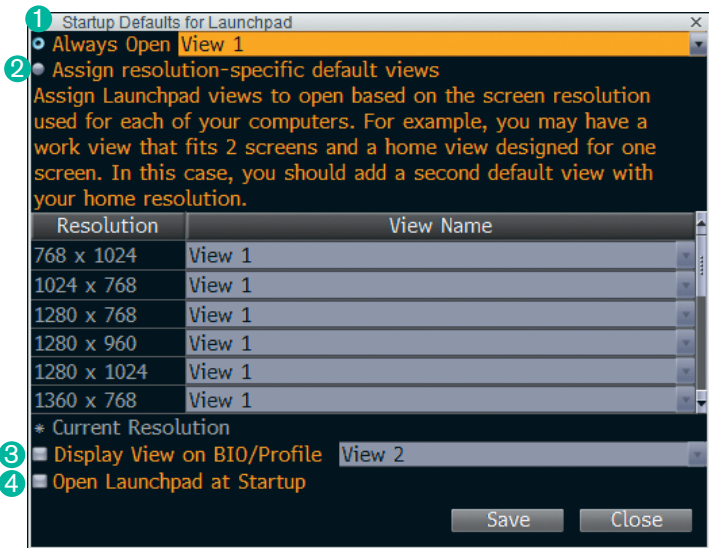 1 Startup Defaults for Launchpad
Always Open View 1
2 Assign resolution-specific default views
Assign Launchpad views to open based on the screen resolution
used for each of your computers. For example, you may have a
work view that fits 2 screens and a home view designed for one
screen. In this case, you should add a second default view with
your home resolution.
Resolution View Name
768 x 1024 View 1
1024 x 768 View 1
1280 x 768 View 1
1280 x 960 View 1
1280 x 1024 View 1
1360 x 768 View 1
* Current Resolution
3 Display View on BIO/Profile View 2
4 Open Launchpad at Startup
Save Close